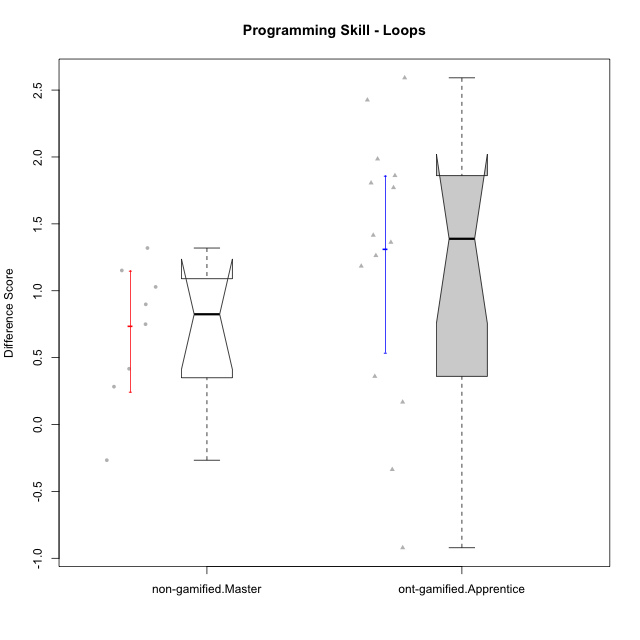 Programming Skill - Loops
Difference Score
2.5
2.0
1.5
1.0
0.5
0.0
-0.5
-1.0
non-gamified.Master
ont-gamified.Apprentice